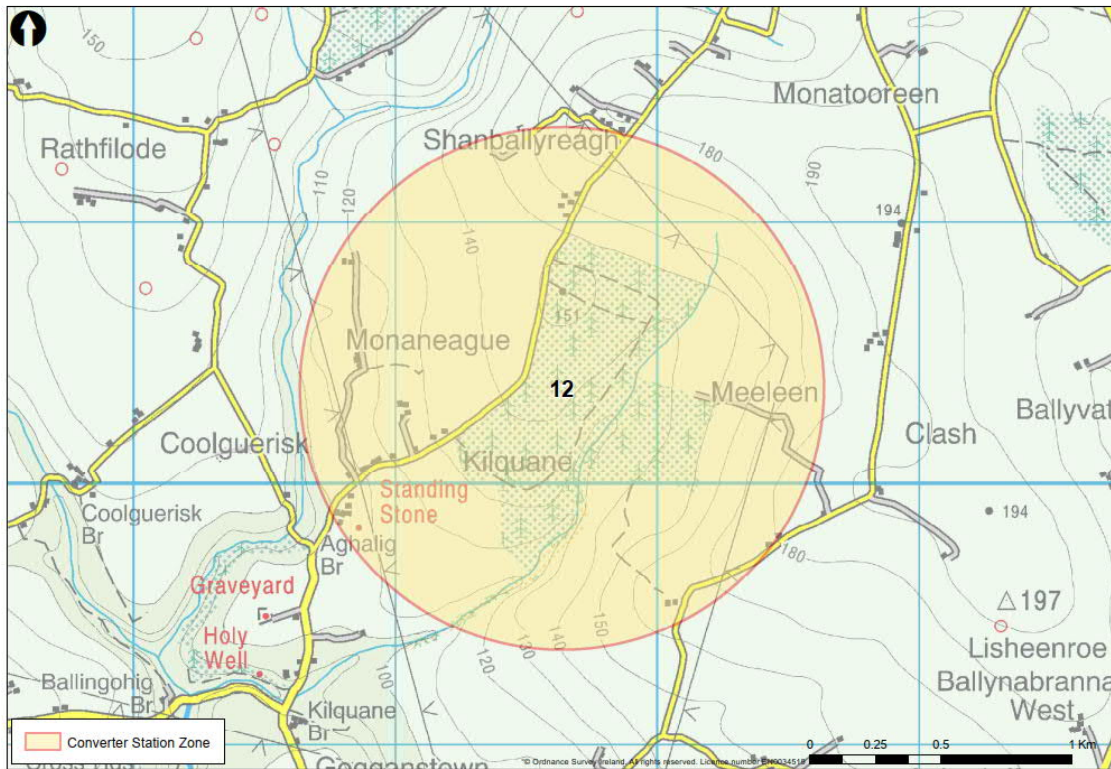 150
Monatooreen
Rathfilode
Shanballyreagh
180
190
110
120
194
140
151
Monaneague
12
Meeleen
Coolguerisk
Clash
Kilquane
Standing
Stone
Coolguerisk
Br
194
Aghalig
Br
180
Graveyard
197
Holy
Well
150
140
130
120
100
Lisheenroe
Ballynabranna
West
Ballingohig
Br
Kilquane
Br
Converter Station Zone
0 0.25 0.5 1 Km
© Ordnance Survey Ireland. All rights reserved. Licence number
Gogganstown